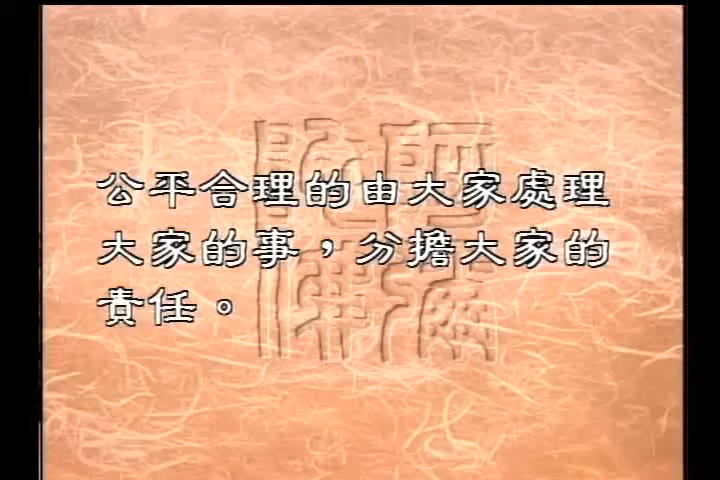 公平合理的由大家處理
大家的事，分擔大家的
責任。